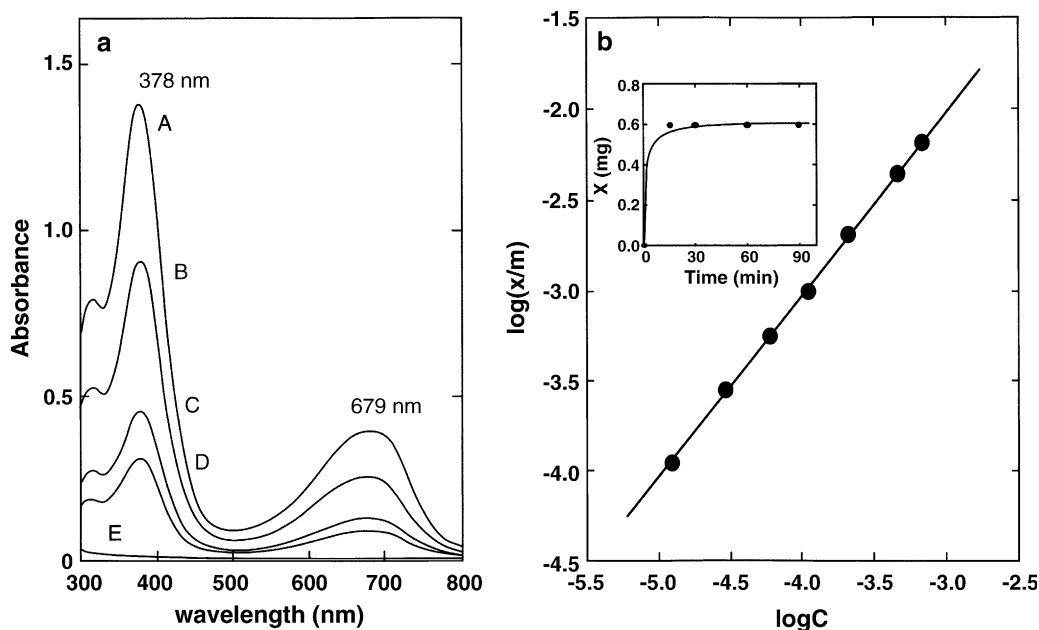 a
378 nm
A
B
C
D
E
679 nm
1.5
1.0
0.5
0
Absorbance
300
400
500
600
700
800
wavelength (nm)
b
-1.5
-2.0
-2.5
-3.0
-3.5
-4.0
-4.5
log(x/m)
-5.5
-5.0
-4.5
-4.0
-3.5
-3.0
-2.5
logC
0.8
0.6
0.4
0.2
0.0
X (mg)
0
30
60
90
Time (min)